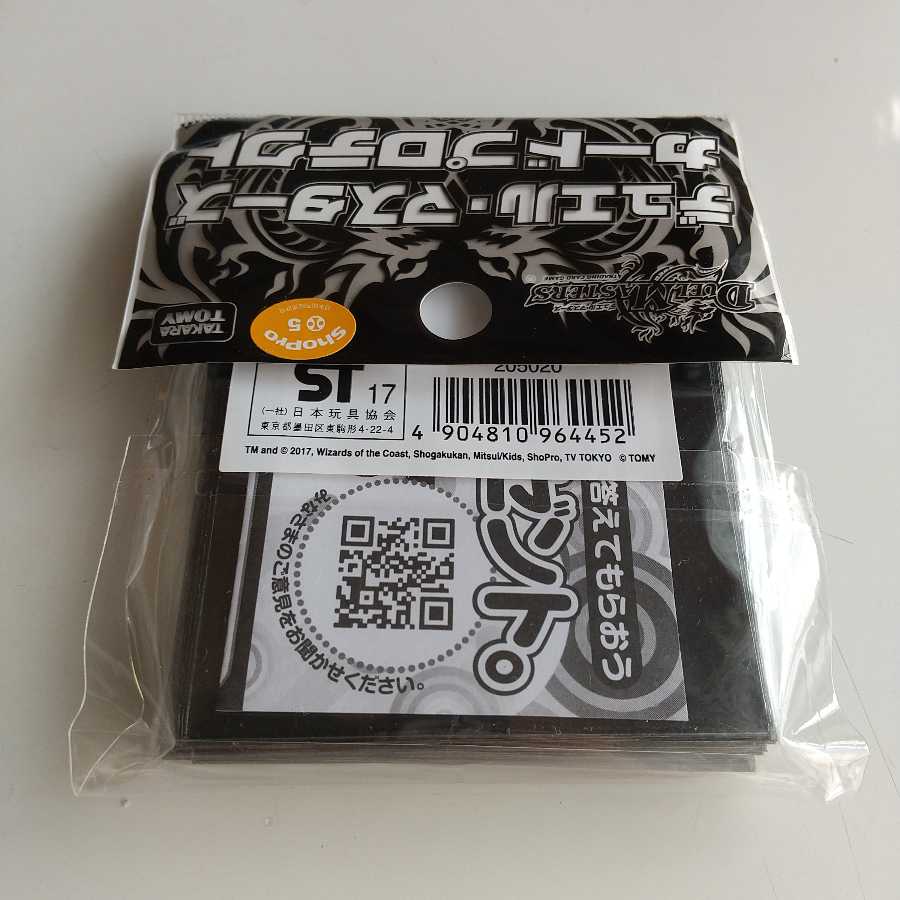 デュエル・マスターズ
カードプロテクト
DUEL MASTERS
TRADING CARD GAME
TAKARA TOMY
ShoPro
5
205020
ST 17
(一社)日本玩具協会
東京都墨田区東駒形4-22-4
4 904810 964452
TM and © 2017, Wizards of the Coast, Shogakukan, Mitsui/Kids, ShoPro, TV TOKYO © TOMY
答えてもらおう
ゼント。
みなさまのご意見をお聞かせください。